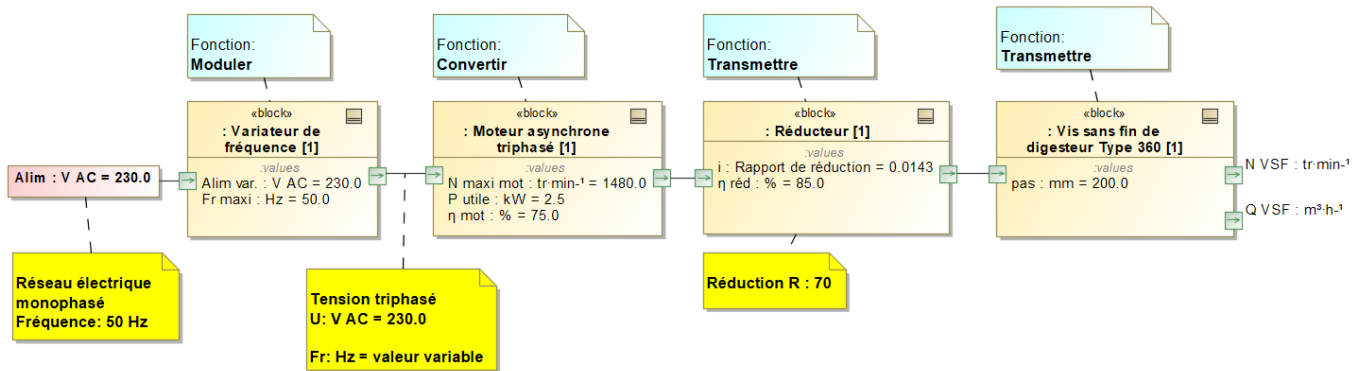 Fonction:
Moduler
Fonction:
Convertir
Fonction:
Transmettre
Fonction:
Transmettre
Alim : V AC = 230.0
«block»
: Variateur de
fréquence [1]
:values
Alim var. : V AC = 230.0
Fr maxi : Hz = 50.0
«block»
: Moteur asynchrone
triphasé [1]
:values
N maxi mot : tr·min-¹ = 1480.0
P utile : kW = 2.5
η mot : % = 75.0
«block»
: Réducteur [1]
:values
i : Rapport de réduction = 0.0143
η réd : % = 85.0
«block»
: Vis sans fin de
digesteur Type 360 [1]
:values
pas : mm = 200.0
N VSF : tr·min-¹
Q VSF : m³·h-¹
Réseau électrique
monophasé
Fréquence: 50 Hz
Tension triphasé
U: V AC = 230.0
Fr: Hz = valeur variable
Réduction R : 70